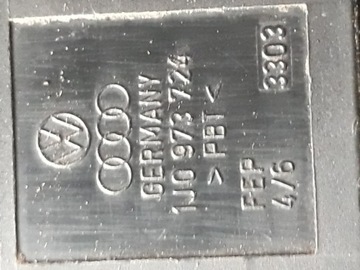 GERMANY
1J0 973 724
> PBT <
FEP
4/6
3303